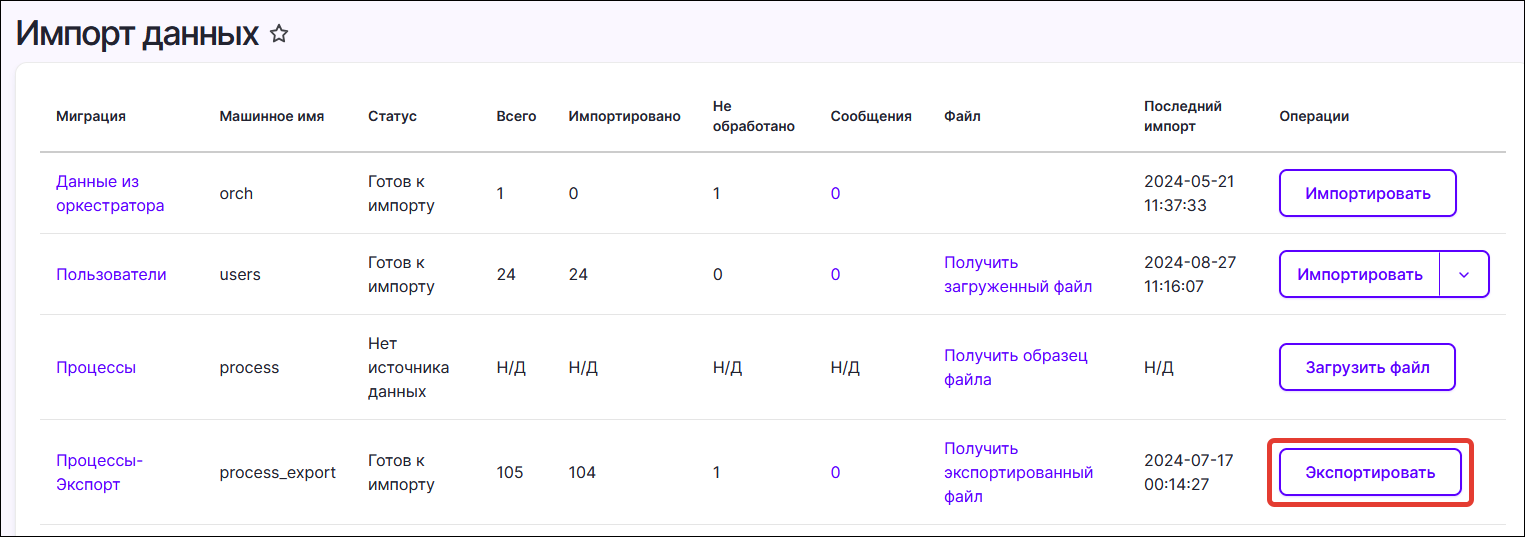 Импорт данных
Миграция Машинное имя Статус Всего Импортировано Не обработано Сообщения Файл Последний импорт Операции
Данные из оркестратора orch Готов к импорту 1 0 1 0 2024-05-21 11:37:33 Импортировать
Пользователи users Готов к импорту 24 24 0 0 Получить загруженный файл 2024-08-27 11:16:07 Импортировать
Процессы process Нет источника данных Н/Д Н/Д Н/Д Н/Д Получить образец файла Н/Д Загрузить файл
Процессы-Экспорт process_export Готов к импорту 105 104 1 0 Получить экспортированный файл 2024-07-17 00:14:27 Экспортировать